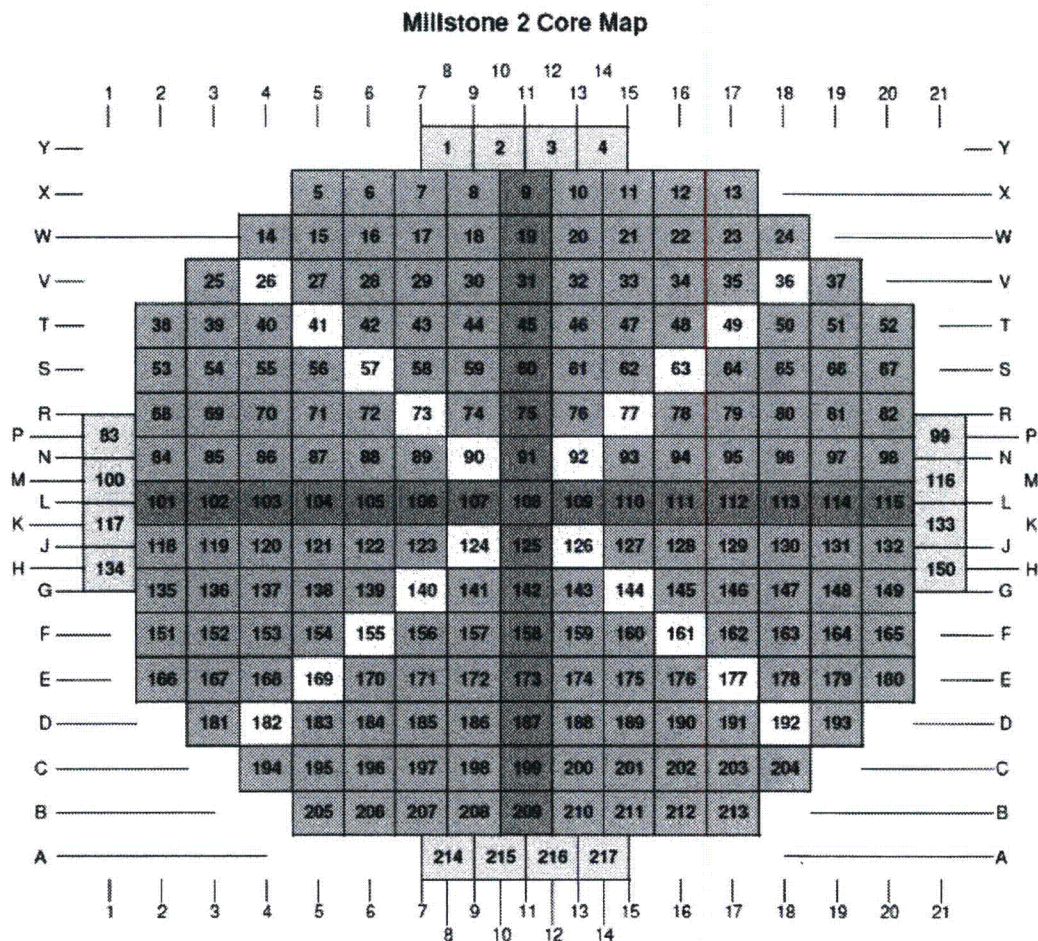 Millstone 2 Core Map
8 10 12 14
1 2 3 4 5 6 7 9 11 13 15 16 17 18 19 20 21
Y 1 2 3 4 Y
X 5 6 7 8 9 10 11 12 13 X
W 14 15 16 17 18 19 20 21 22 23 24 W
V 25 26 27 28 29 30 31 32 33 34 35 36 37 V
T 38 39 40 41 42 43 44 45 46 47 48 49 50 51 52 T
S 53 54 55 56 57 58 59 60 61 62 63 64 65 66 67 S
R 68 69 70 71 72 73 74 75 76 77 78 79 80 81 82 R
P 83 99 P
N 84 85 86 87 88 89 90 91 92 93 94 95 96 97 98 N
M 100 116 M
L 101 102 103 104 105 106 107 108 109 110 111 112 113 114 115 L
K 117 133 K
J 118 119 120 121 122 123 124 125 126 127 128 129 130 131 132 J
H 134 150 H
G 135 136 137 138 139 140 141 142 143 144 145 146 147 148 149 G
F 151 152 153 154 155 156 157 158 159 160 161 162 163 164 165 F
E 166 167 168 169 170 171 172 173 174 175 176 177 178 179 180 E
D 181 182 183 184 185 186 187 188 189 190 191 192 193 D
C 194 195 196 197 198 199 200 201 202 203 204 C
B 205 206 207 208 209 210 211 212 213 B
A 214 215 216 217 A
1 2 3 4 5 6 7 9 11 13 15 16 17 18 19 20 21
8 10 12 14